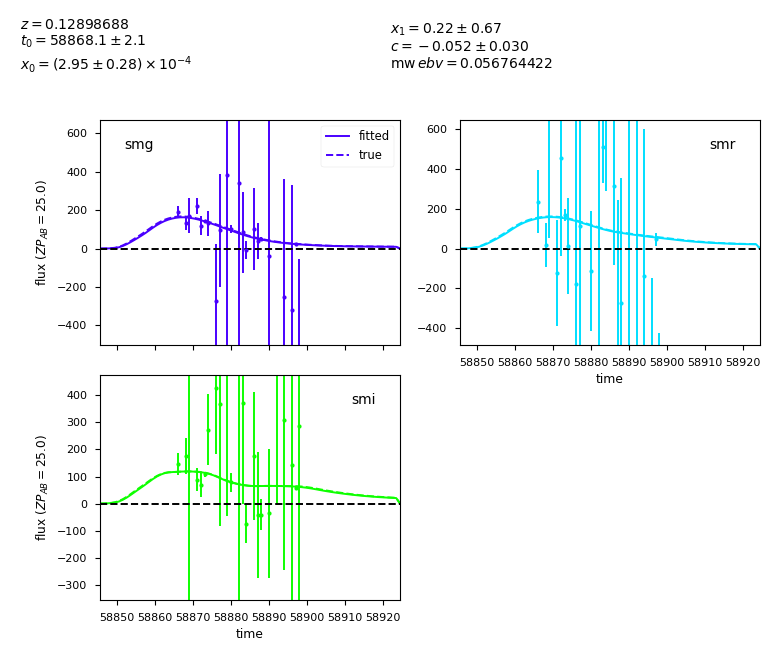 z = 0.12898688
t₀ = 58868.1 ± 2.1
x₀ = (2.95 ± 0.28) × 10⁻⁴
x₁ = 0.22 ± 0.67
c = −0.052 ± 0.030
mw ebv = 0.056764422
smg
fitted
true
600
400
200
0
−200
−400
flux (ZP_AB = 25.0)
smr
600
400
200
0
−200
−400
58850 58860 58870 58880 58890 58900 58910 58920
time
smi
400
300
200
100
0
−100
−200
−300
flux (ZP_AB = 25.0)
58850 58860 58870 58880 58890 58900 58910 58920
time